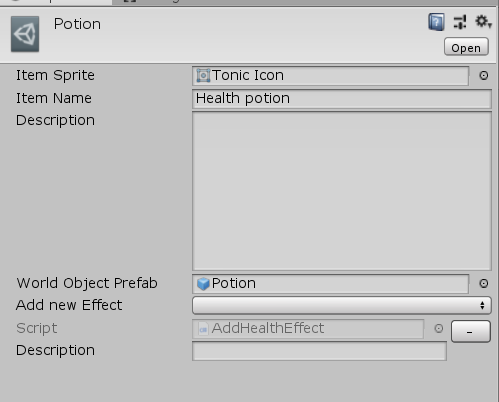 Potion
Open
Item Sprite Tonic Icon
Item Name Health potion
Description
World Object Prefab Potion
Add new Effect
Script AddHealthEffect -
Description